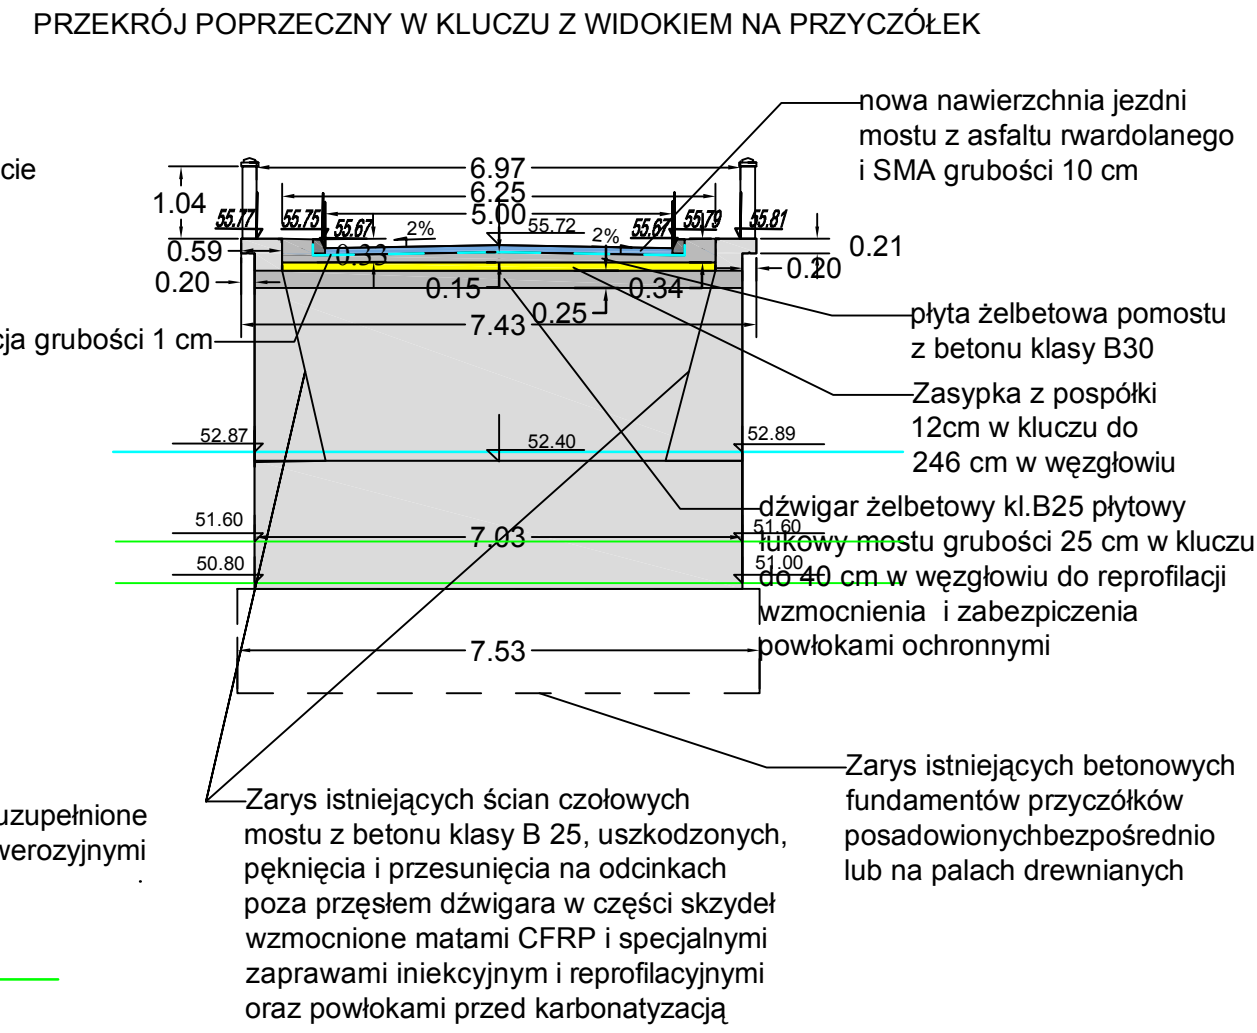 PRZEKRÓJ POPRZECZNY W KLUCZU Z WIDOKIEM NA PRZYCZÓŁEK
nowa nawierzchnia jezdni
mostu z asfaltu rwardolanego
i SMA grubości 10 cm
cie
6.97
6.25
5.00
1.04
55.77
55.75
55.67
2%
55.72
2%
55.67
55.79
55.81
0.59
0.33
0.21
0.20
0.15
0.34
0.20
0.25
7.43
cja grubości 1 cm
płyta żelbetowa pomostu
z betonu klasy B30
Zasypka z pospółki
12cm w kluczu do
246 cm w węzgłowiu
52.87
52.40
52.89
dźwigar żelbetowy kl.B25 płytowy
łukowy mostu grubości 25 cm w kluczu
do 40 cm w węzgłowiu do reprofilacji
wzmocnienia i zabezpiczenia
powłokami ochronnymi
51.60
7.03
51.60
50.80
51.00
7.53
Zarys istniejących betonowych
fundamentów przyczółków
posadowionychbezpośrednio
lub na palach drewnianych
uzupełnione
werozyjnymi
.
Zarys istniejących ścian czołowych
mostu z betonu klasy B 25, uszkodzonych,
pęknięcia i przesunięcia na odcinkach
poza przęsłem dźwigara w części skzydeł
wzmocnione matami CFRP i specjalnymi
zaprawami iniekcyjnym i reprofilacyjnymi
oraz powłokami przed karbonatyzacją